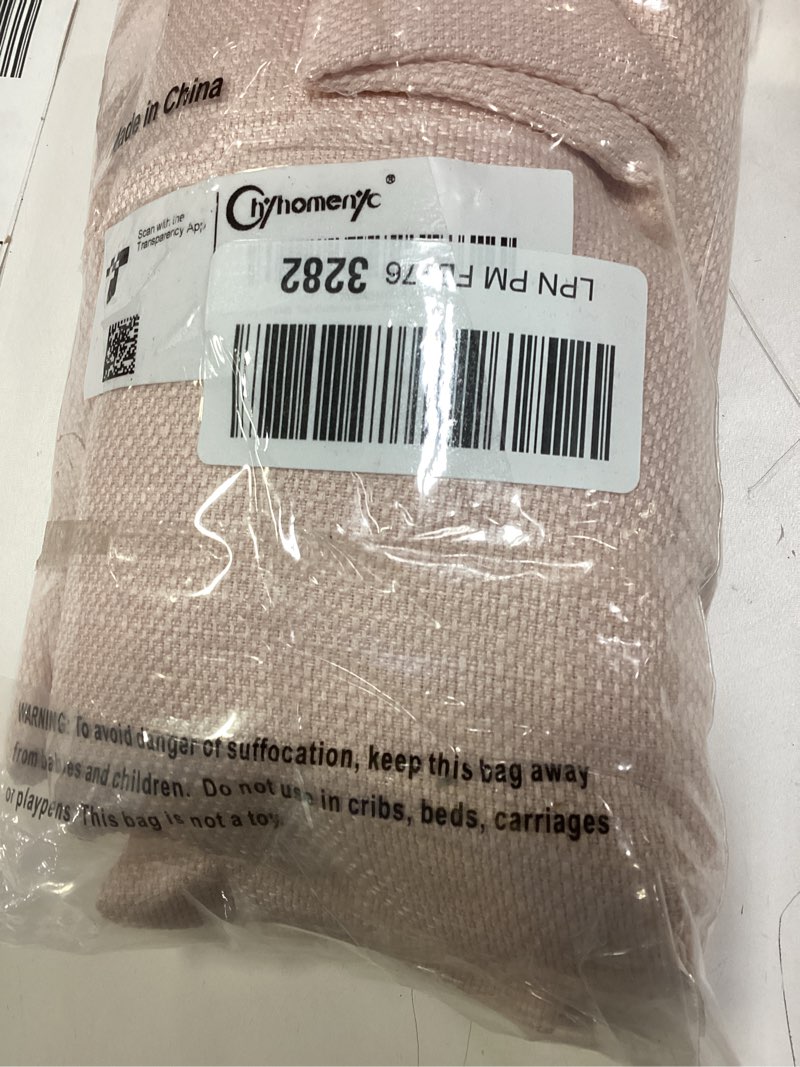 Made in China
Chyhomenyc®
Scan with the
Transparency App
LPN PM 76 3282
WARNING: To avoid danger of suffocation, keep this bag away
from babies and children. Do not use in cribs, beds, carriages
or playpens. This bag is not a toy.